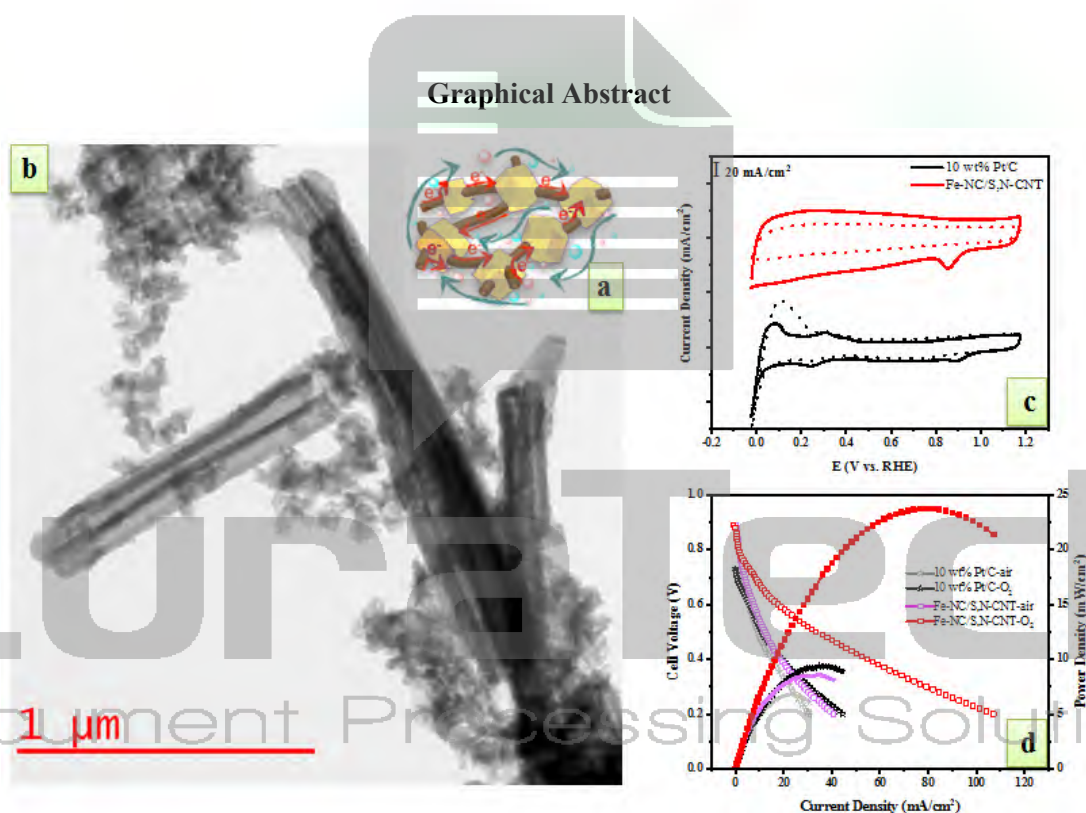 Graphical Abstract
b
e-
e-
e-
e-
e-
e-
e-
a
20 mA/cm²
10 wt% Pt/C
Fe-NC/S,N-CNT
Current Density (mA/cm²)
c
-0.2 0.0 0.2 0.4 0.6 0.8 1.0 1.2
E (V vs. RHE)
1.0
0.8
0.6
0.4
0.2
0.0
Cell Voltage (V)
10 wt% Pt/C-air
10 wt% Pt/C-O₂
Fe-NC/S,N-CNT-air
Fe-NC/S,N-CNT-O₂
25
20
15
10
5
0
Power Density (mW/cm²)
d
0 20 40 60 80 100 120
Current Density (mA/cm²)
1 µm
uraTec
cument Processing Soluti